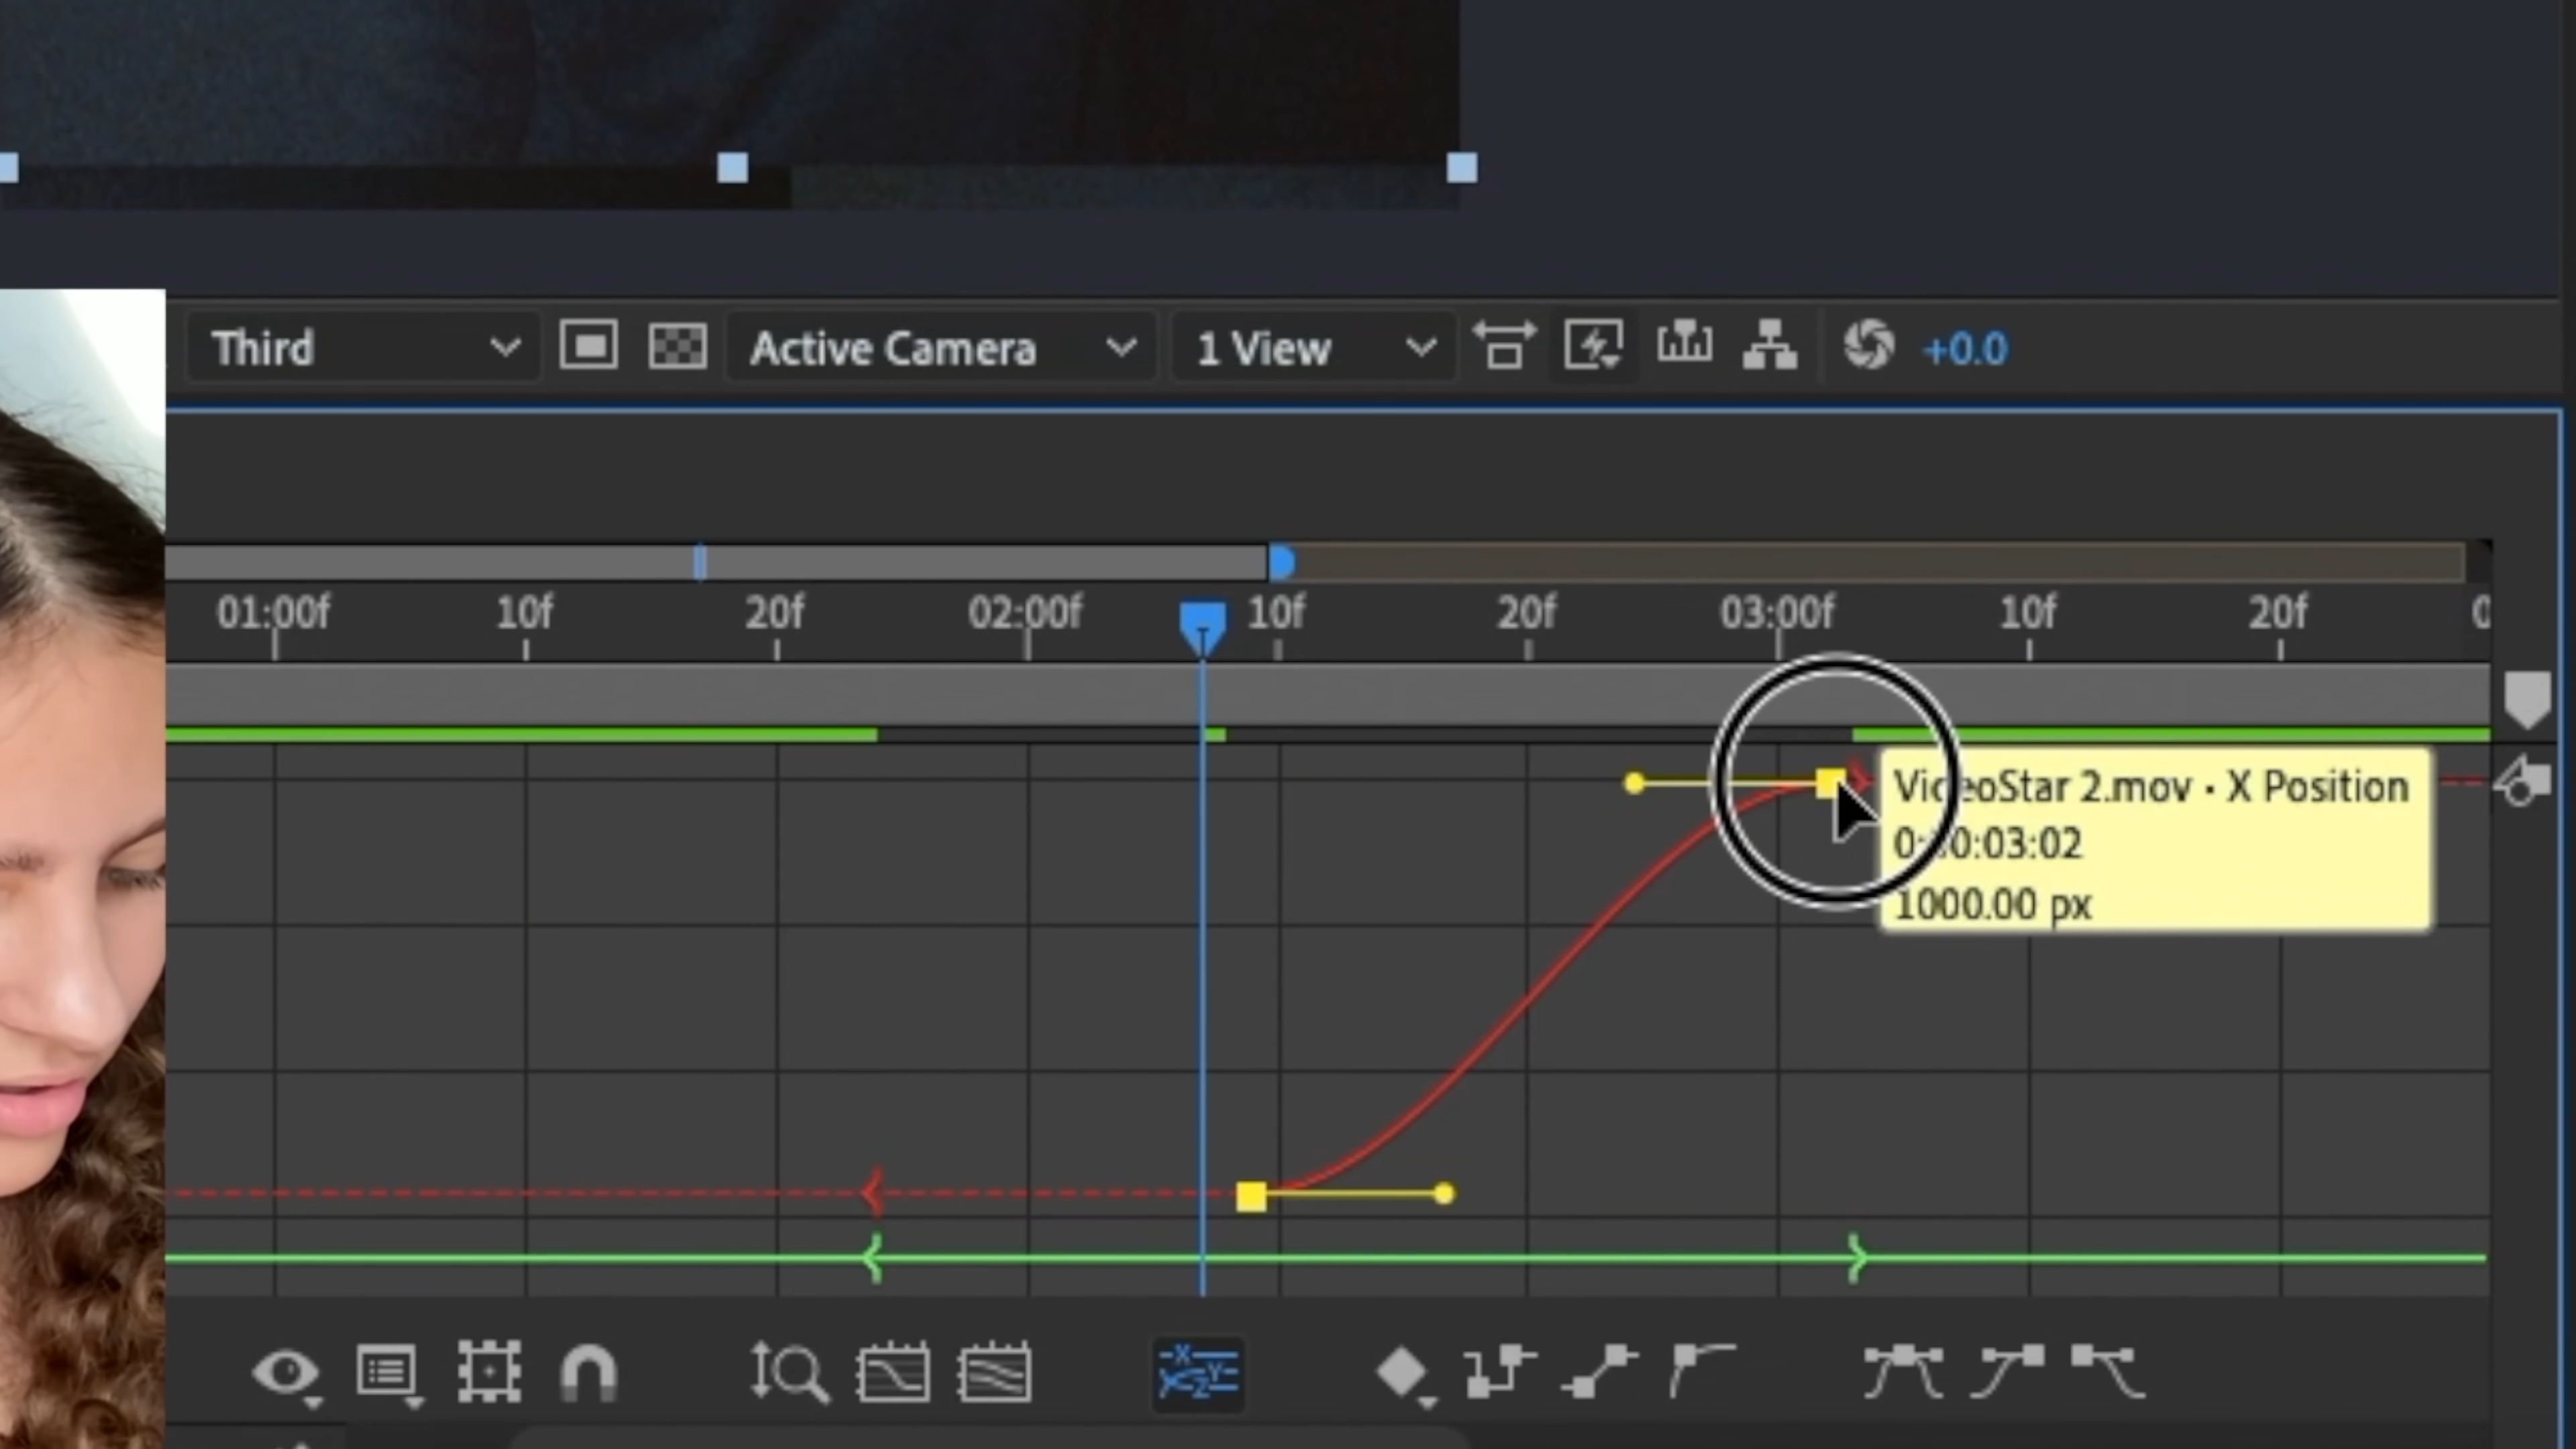 Third
Active Camera
1 View
+0.0
01:00f 10f 20f 02:00f 10f 20f 03:00f 10f 20f 0
VideoStar 2.mov · X Position
0:00:03:02
1000.00 px
X
Y
Z